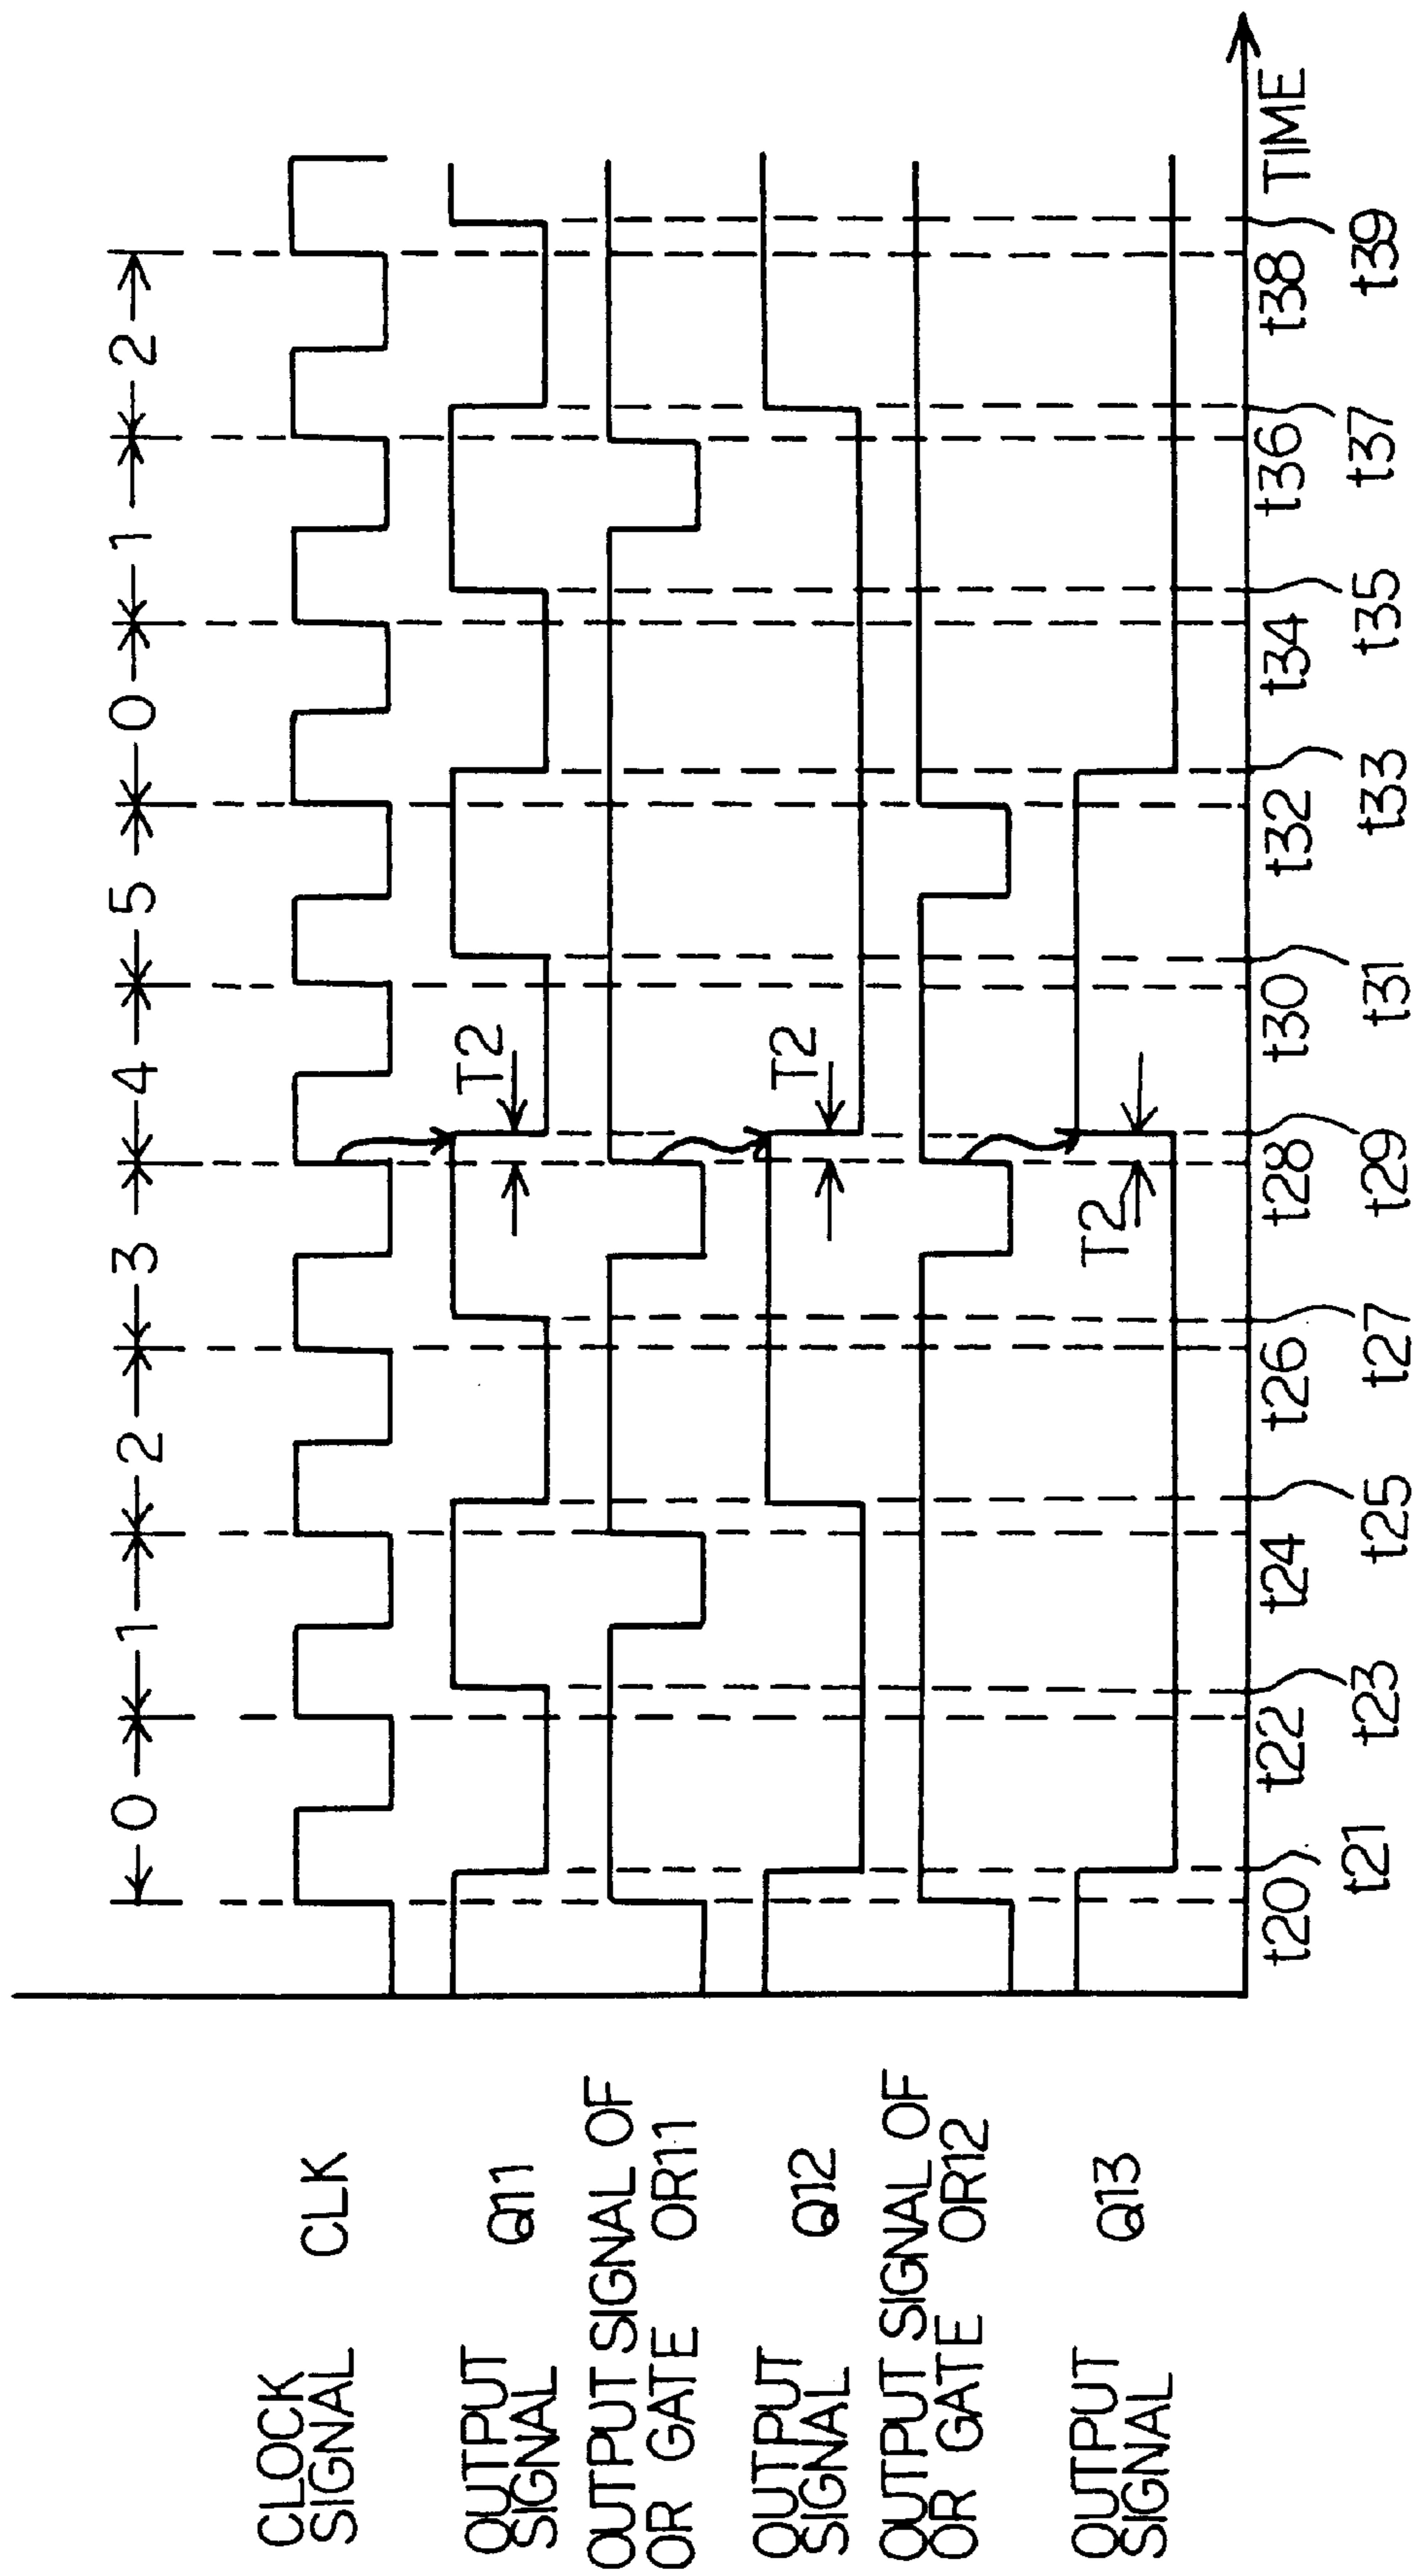 0 1 2 3 4 5 0 1 2
CLOCK
SIGNAL CLK
OUTPUT
SIGNAL Q11
T2
OUTPUT SIGNAL OF
OR GATE OR11
OUTPUT
SIGNAL Q12
T2
OUTPUT SIGNAL OF
OR GATE OR12
OUTPUT
SIGNAL Q13
T2
t20 t22 t24 t26 t28 t30 t32 t34 t36 t38 TIME
t21 t23 t25 t27 t29 t31 t33 t35 t37 t39